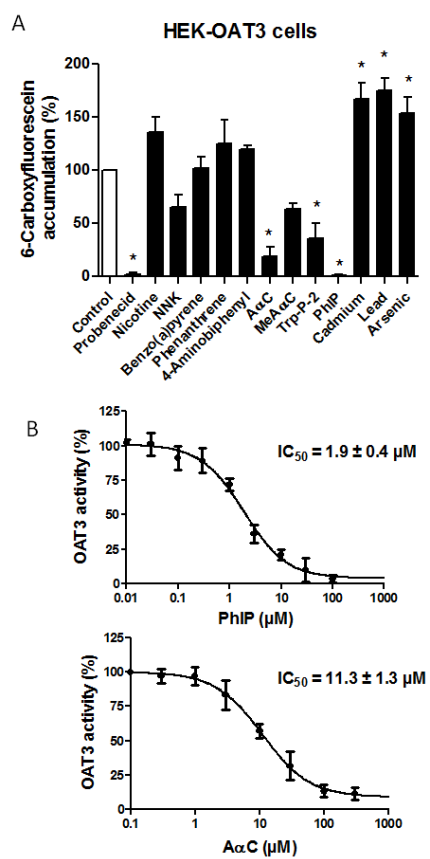 A
HEK-OAT3 cells
6-Carboxyfluorescein
accumulation (%)
200
150
100
50
0
* * * * * * *
Control
Probenecid
Nicotine
NNK
Benzo(a)pyrene
Phenanthrene
4-Aminobiphenyl
AαC
MeAαC
Trp-P-2
PhIP
Cadmium
Lead
Arsenic
B
OAT3 activity (%)
125
100
75
50
25
0
IC50 = 1.9 ± 0.4 µM
0.01 0.1 1 10 100 1000
PhIP (µM)
OAT3 activity (%)
125
100
75
50
25
0
IC50 = 11.3 ± 1.3 µM
0.1 1 10 100 1000
AαC (µM)